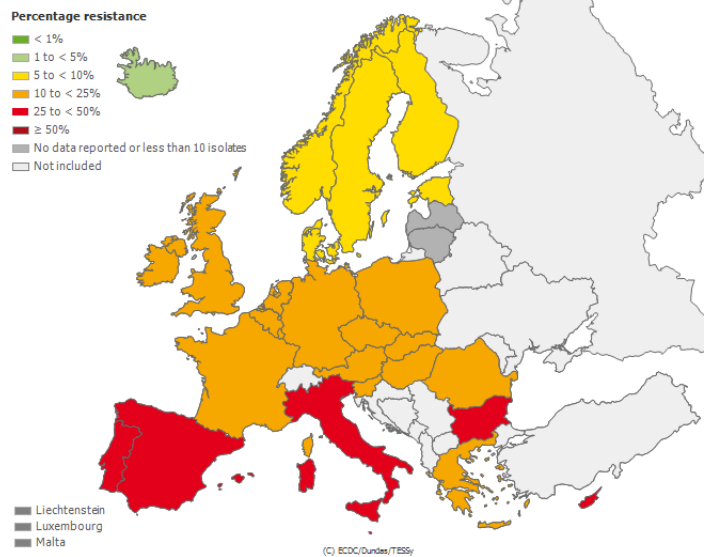 Percentage resistance
< 1%
1 to < 5%
5 to < 10%
10 to < 25%
25 to < 50%
≥ 50%
No data reported or less than 10 isolates
Not included
Liechtenstein
Luxembourg
Malta
(C) ECDC/Dundas/TESSy